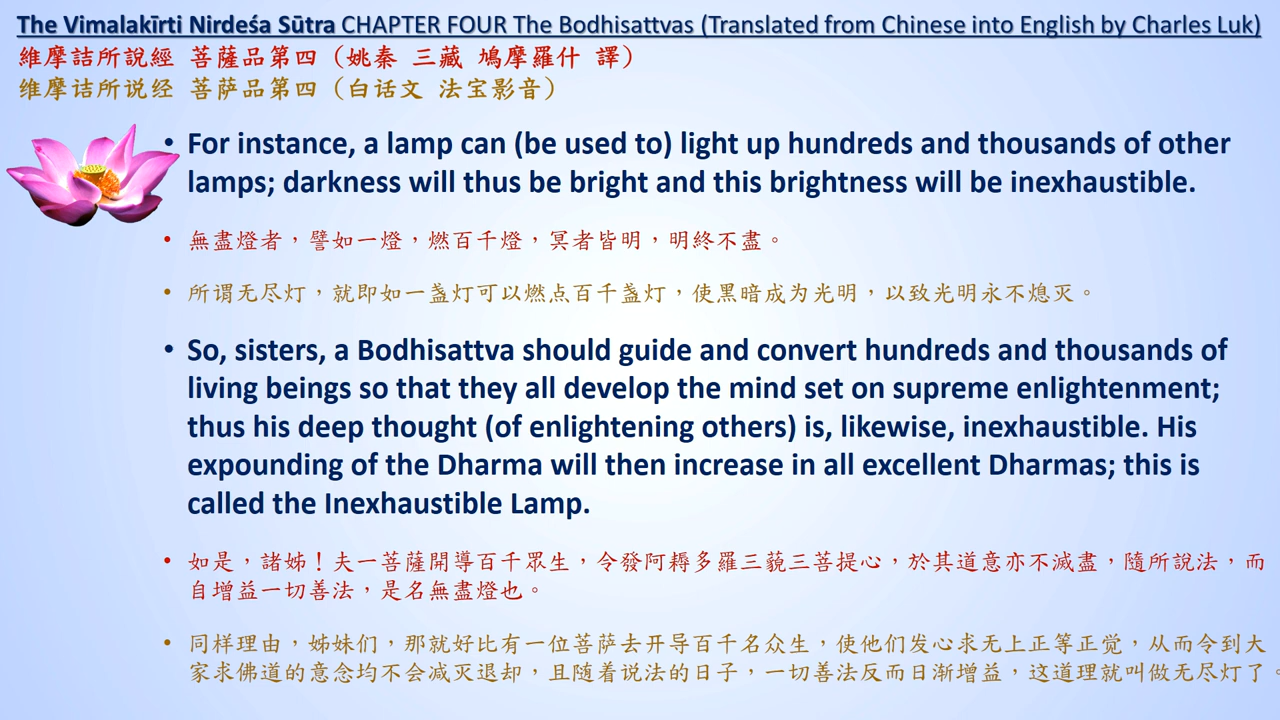 The Vimalakīrti Nirdeśa Sūtra CHAPTER FOUR The Bodhisattvas (Translated from Chinese into English by Charles Luk)
維摩詰所說經 菩薩品第四 (姚秦 三藏 鳩摩羅什 譯)
维摩诘所说经 菩萨品第四 (白话文 法宝影音)
• For instance, a lamp can (be used to) light up hundreds and thousands of other
lamps; darkness will thus be bright and this brightness will be inexhaustible.
• 無盡燈者，譬如一燈，燃百千燈，冥者皆明，明終不盡。
• 所谓无尽灯，就即如一盏灯可以燃点百千盏灯，使黑暗成为光明，以致光明永不熄灭。
• So, sisters, a Bodhisattva should guide and convert hundreds and thousands of
living beings so that they all develop the mind set on supreme enlightenment;
thus his deep thought (of enlightening others) is, likewise, inexhaustible. His
expounding of the Dharma will then increase in all excellent Dharmas; this is
called the Inexhaustible Lamp.
• 如是，諸姊！夫一菩薩開導百千眾生，令發阿耨多羅三藐三菩提心，於其道意亦不滅盡，隨所說法，而
自增益一切善法，是名無盡燈也。
• 同样理由，姊妹们，那就好比有一位菩萨去开导百千名众生，使他们发心求无上正等正觉，从而令到大
家求佛道的意念均不会减灭退却，且随着说法的日子，一切善法反而日渐增益，这道理就叫做无尽灯了。